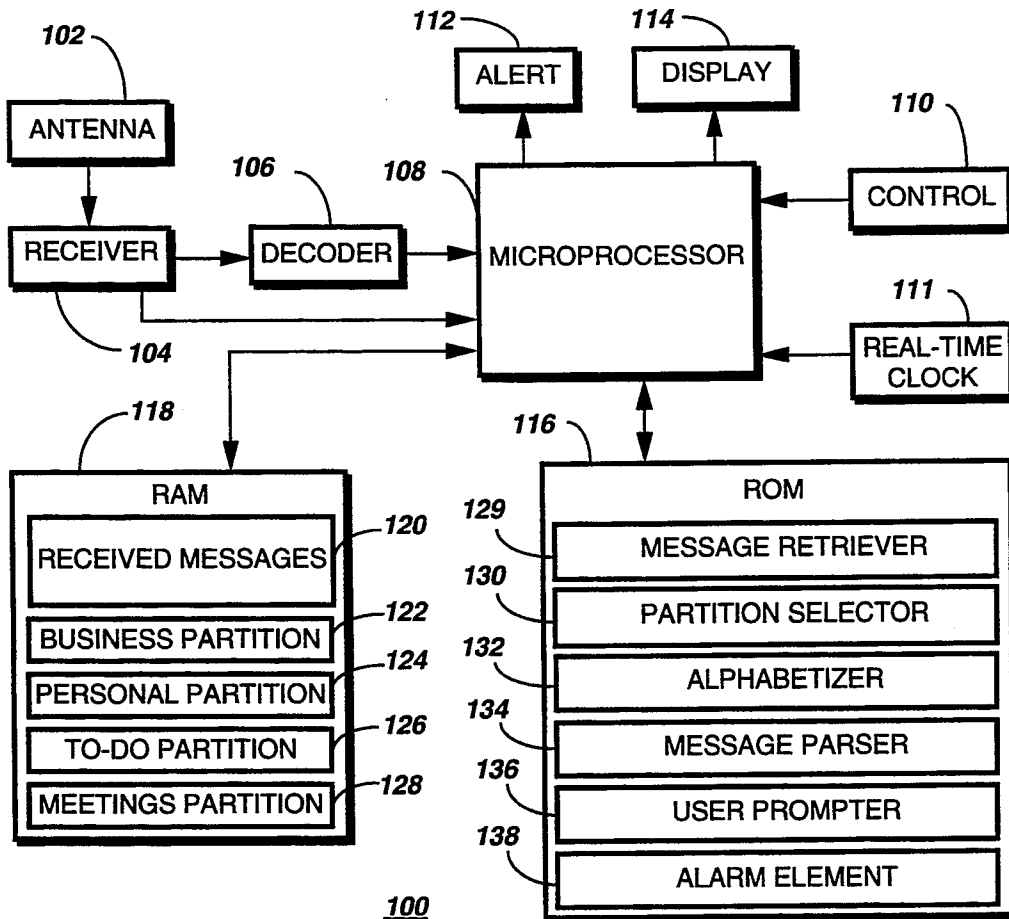 102
112
114
ALERT
DISPLAY
110
ANTENNA
106
108
CONTROL
RECEIVER
DECODER
MICROPROCESSOR
104
111
REAL-TIME
CLOCK
118
116
RAM
RECEIVED MESSAGES
120
BUSINESS PARTITION
122
PERSONAL PARTITION
124
TO-DO PARTITION
126
MEETINGS PARTITION
128
ROM
129
MESSAGE RETRIEVER
130
PARTITION SELECTOR
132
ALPHABETIZER
134
MESSAGE PARSER
136
USER PROMPTER
138
ALARM ELEMENT
100